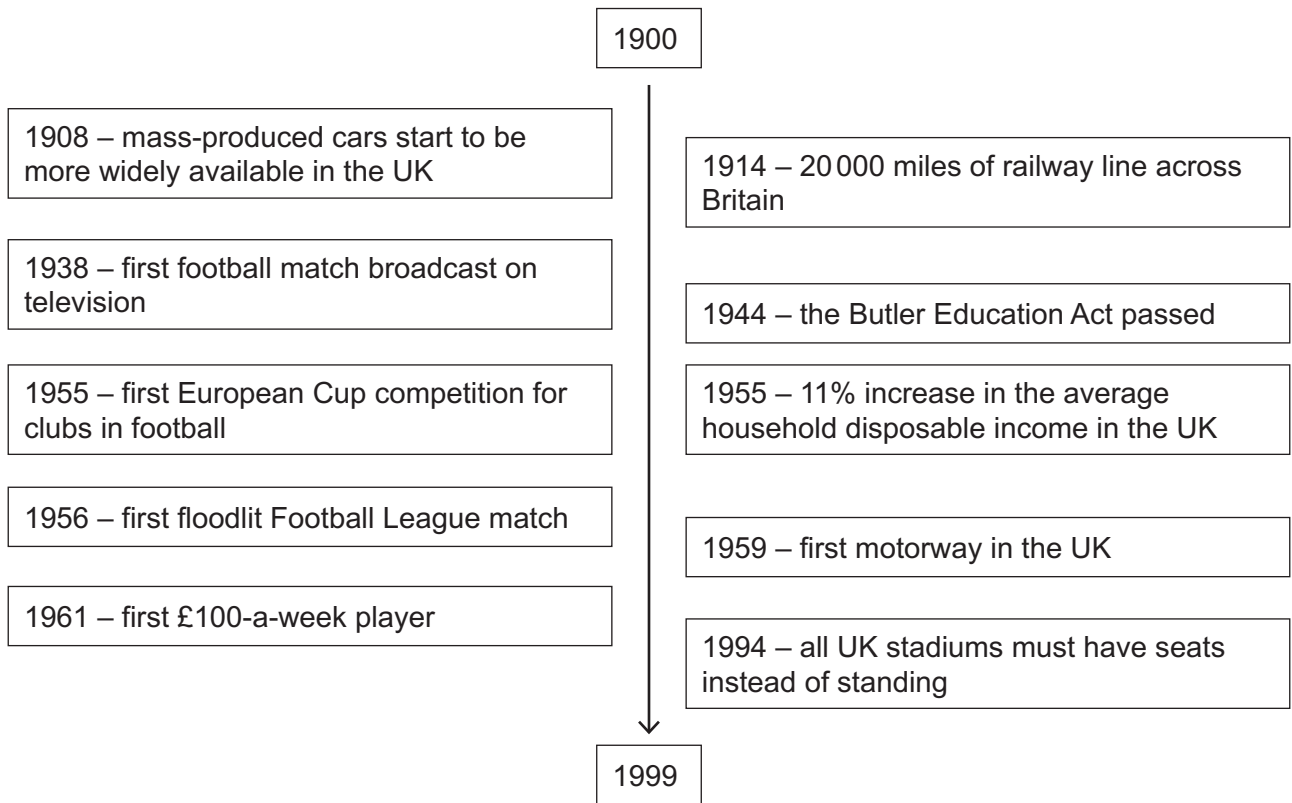 1900
1908 – mass-produced cars start to be
more widely available in the UK
1914 – 20 000 miles of railway line across
Britain
1938 – first football match broadcast on
television
1944 – the Butler Education Act passed
1955 – first European Cup competition for
clubs in football
1955 – 11% increase in the average
household disposable income in the UK
1956 – first floodlit Football League match
1959 – first motorway in the UK
1961 – first £100-a-week player
1994 – all UK stadiums must have seats
instead of standing
1999